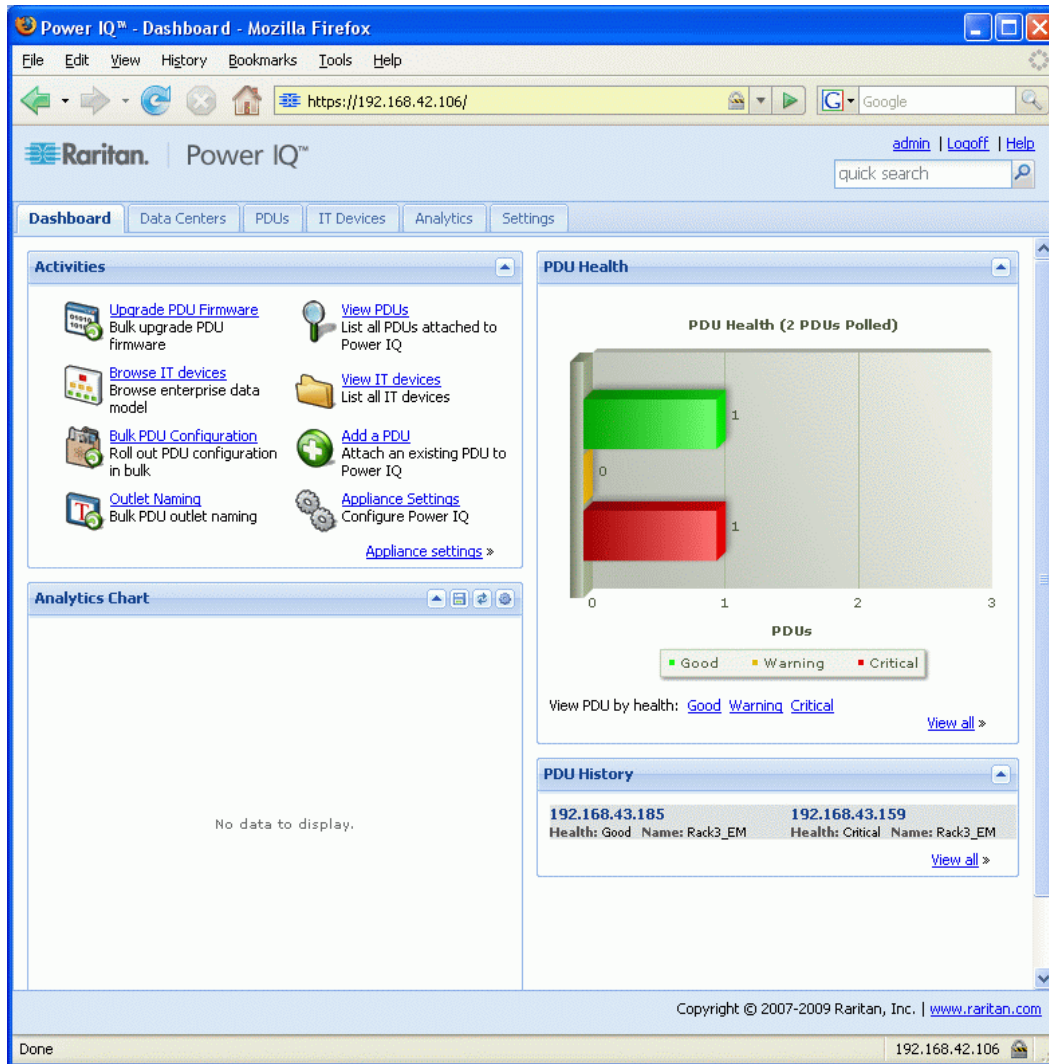 Power IQ™ - Dashboard - Mozilla Firefox
File Edit View History Bookmarks Tools Help
https://192.168.42.106/
G Google
Raritan. Power IQ™
admin | Logoff | Help
quick search
Dashboard Data Centers PDUs IT Devices Analytics Settings
Activities
Upgrade PDU Firmware
Bulk upgrade PDU
firmware
View PDUs
List all PDUs attached to
Power IQ
Browse IT devices
Browse enterprise data
model
View IT devices
List all IT devices
Bulk PDU Configuration
Roll out PDU configuration
in bulk
Add a PDU
Attach an existing PDU to
Power IQ
Outlet Naming
Bulk PDU outlet naming
Appliance Settings
Configure Power IQ
Appliance settings »
Analytics Chart
No data to display.
PDU Health
PDU Health (2 PDUs Polled)
1
0
1
0 1 2 3
PDUs
Good Warning Critical
View PDU by health: Good Warning Critical
View all »
PDU History
192.168.43.185
Health: Good Name: Rack3_EM
192.168.43.159
Health: Critical Name: Rack3_EM
View all »
Copyright © 2007-2009 Raritan, Inc. | www.raritan.com
Done
192.168.42.106